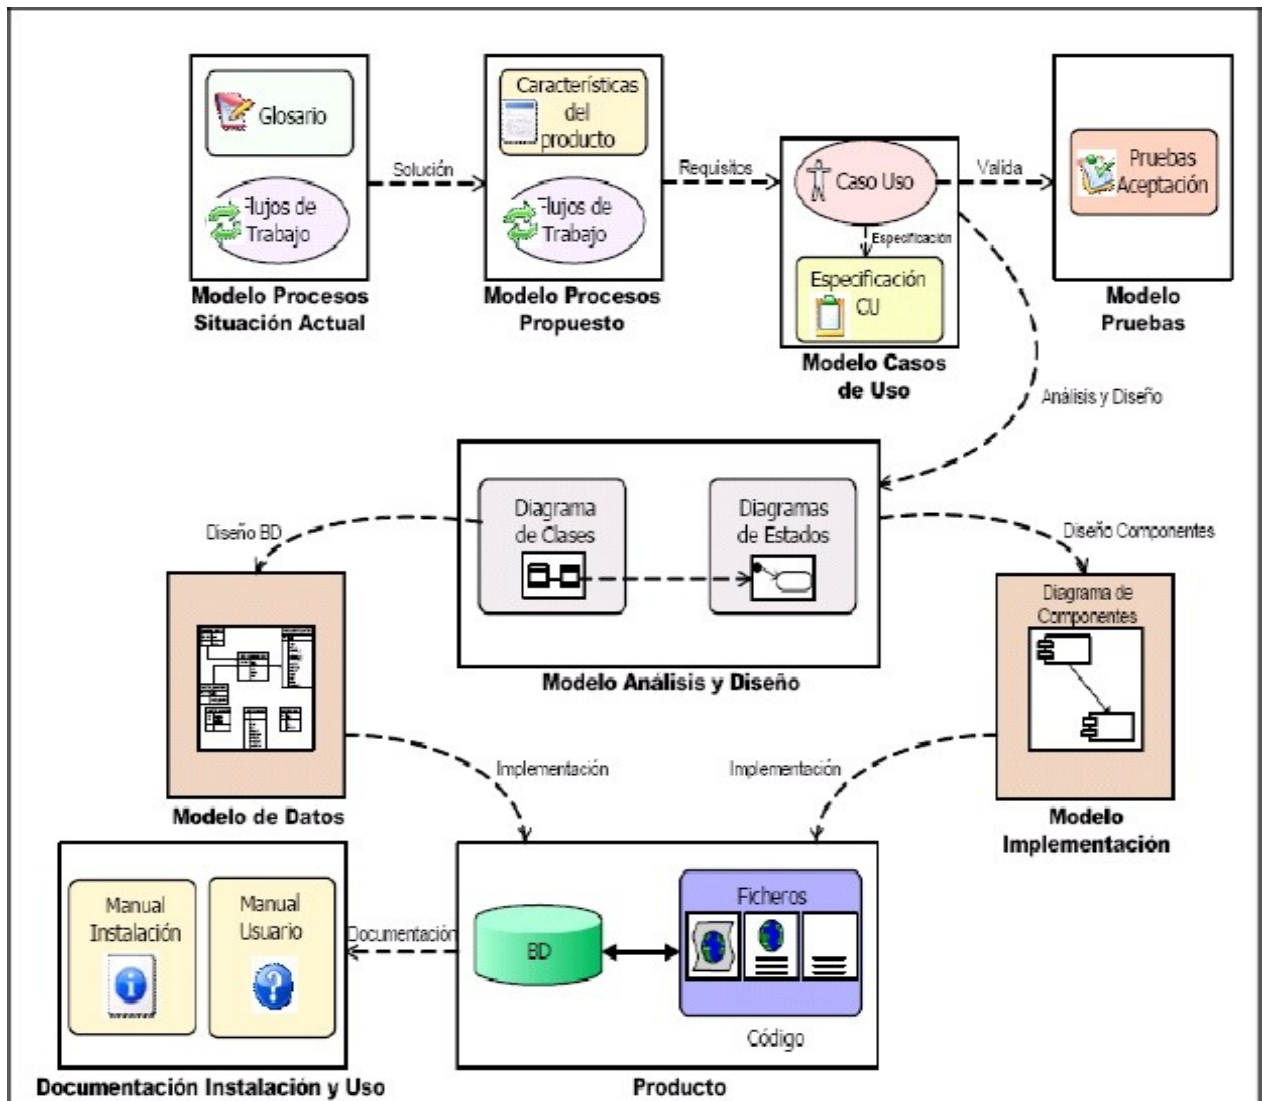 Glosario
Flujos de
Trabajo
Modelo Procesos
Situación Actual
Solución
Características
del
producto
Flujos de
Trabajo
Modelo Procesos
Propuesto
Requisitos
Caso Uso
Especificación
Especificación
CU
Modelo Casos
de Uso
Valida
Pruebas
Aceptación
Modelo
Pruebas
Análisis y Diseño
Diagrama
de Clases
Diagramas
de Estados
Modelo Análisis y Diseño
Diseño BD
Diseño Componentes
Modelo de Datos
Diagrama de
Componentes
Modelo
Implementación
Implementación
Implementación
Manual
Instalación
Manual
Usuario
Documentación Instalación y Uso
Documentación
BD
Ficheros
Código
Producto